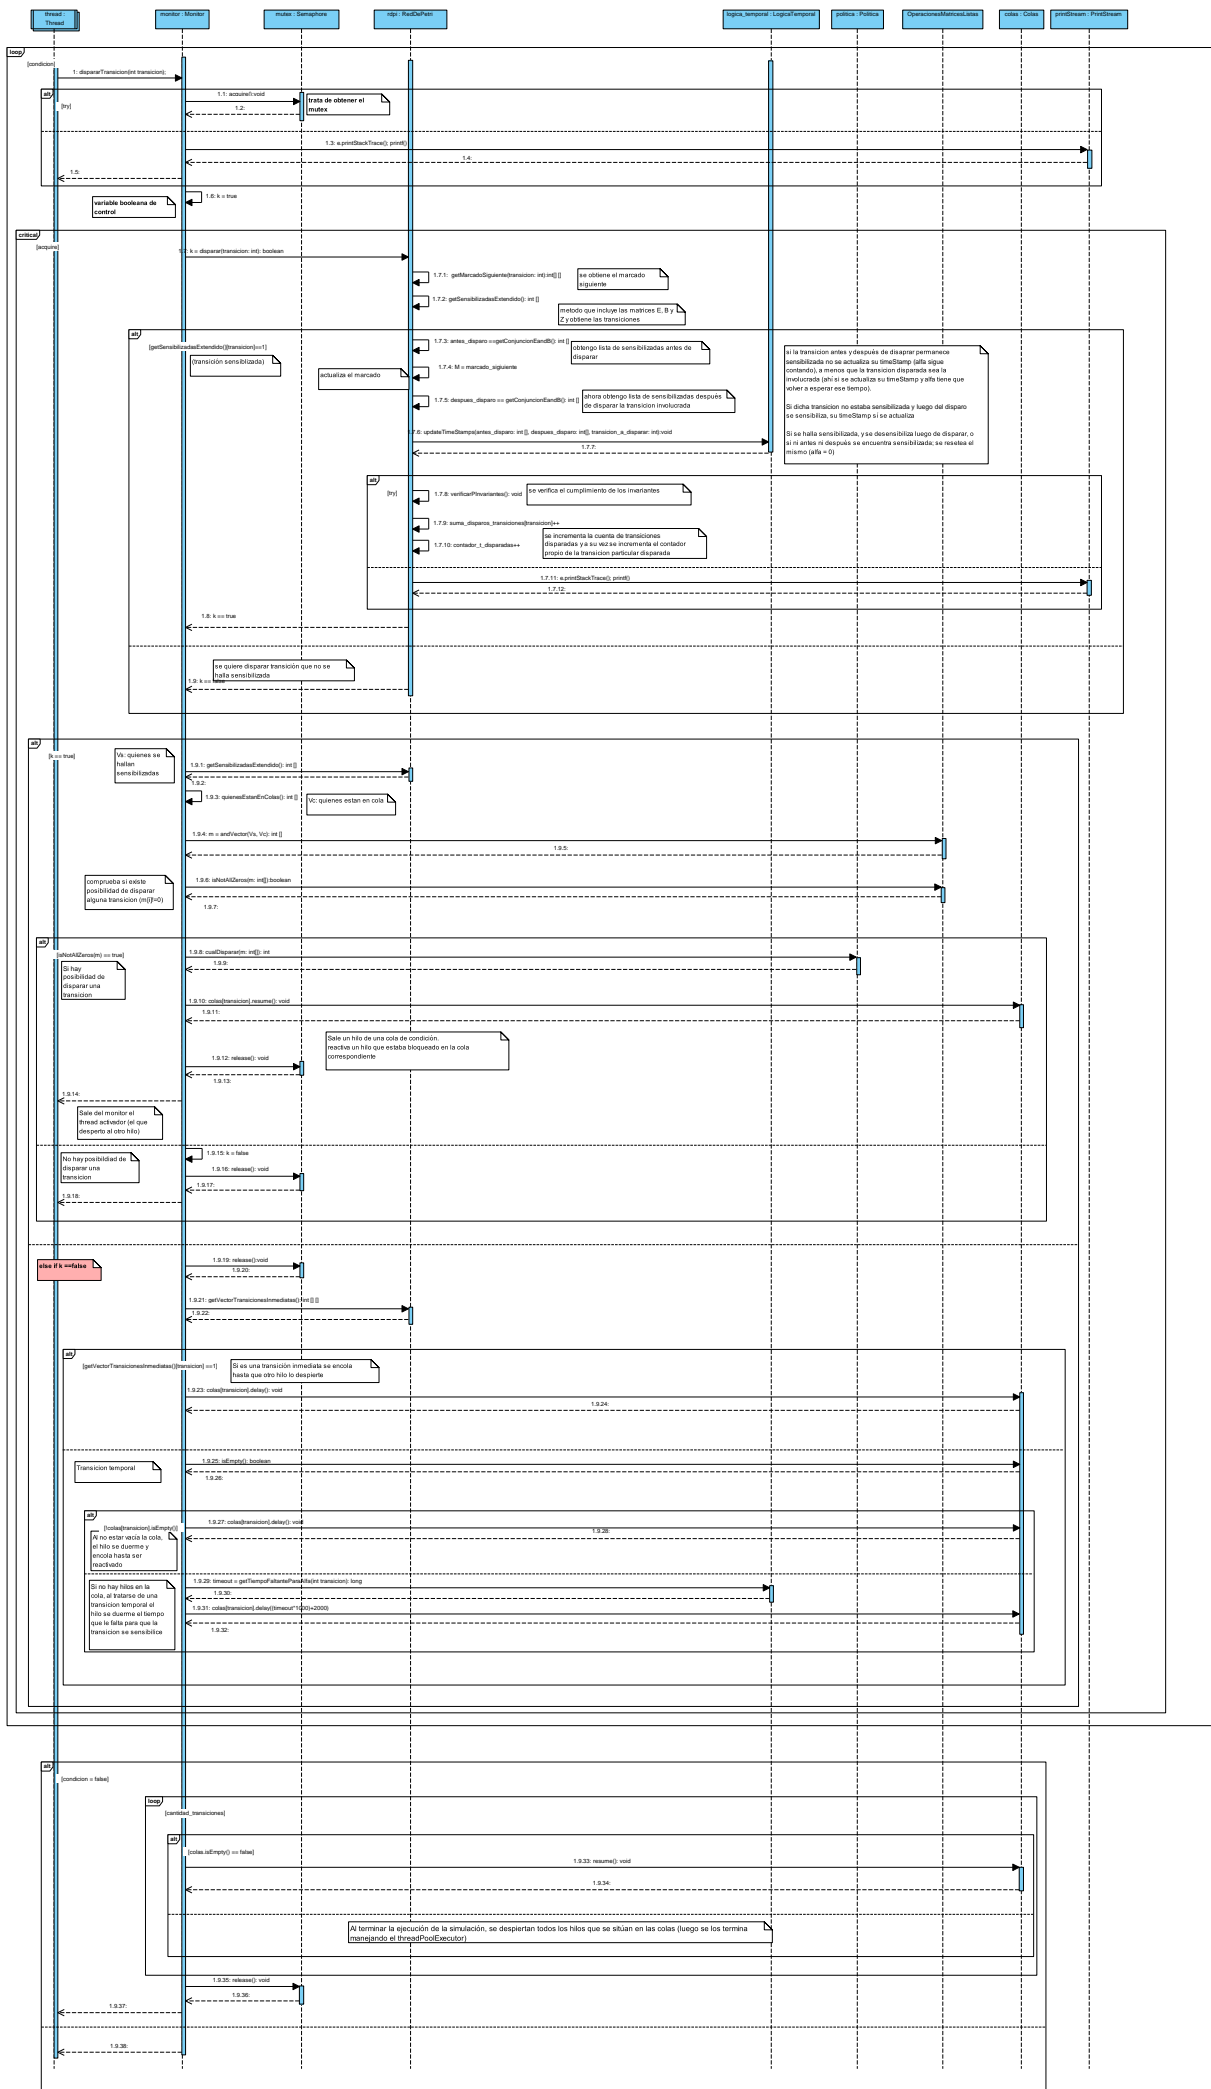 thread :
Thread
monitor : Monitor
mutex : Semaphore
rdp : RedDePetri
logica_temporal : LogicaTemporal
politica : Politica
OperacionesMatricesListas
colas : Colas
printStream : PrintStream
loop
[condicion]
1: dispararTransicion(int transicion);
alt
[try]
1.1: acquire():void
trata de obtener el
mutex
1.2:
1.3: e.printStackTrace(); printf()
1.4:
1.5:
1.6: k = true
variable booleana de
control
critical
[acquire]
1.7: k = disparar(transicion: int): boolean
1.7.1: getMarcadoSiguiente(transicion: int):int[] []
se obtiene el marcado
siguiente
1.7.2: getSensibilizadasExtendido(): int []
metodo que incluye las matrices E, B y
Z y obtiene las transiciones
alt
[getSensibilizadasExtendido()[transicion]==1]
(transición sensiblizada)
1.7.3: antes_disparo ==getConjuncionEandB(): int []
obtengo lista de sensibilizadas antes de
disparar
1.7.4: M = marcado_sigiuiente
actualiza el marcado
1.7.5: despues_disparo == getConjuncionEandB(): int []
ahora obtengo lista de sensibilizadas después
de disparar la transicion involucrada
si la transicion antes y después de disaprar permanece
sensibilizada no se actualiza su timeStamp (alfa sigue
contando), a menos que la transicion disparada sea la
involucrada (ahí si se actualiza su timeStamp y alfa tiene que
volver a esperar ese tiempo).
Si dicha transicion no estaba sensibilizada y luego del disparo
se sensibiliza, su timeStamp si se actualiza
Si se halla sensibilizada, y se desensibiliza luego de disparar, o
si ni antes ni después se encuentra sensibilizada; se resetea el
mismo (alfa = 0)
1.7.6: updateTimeStamps(antes_disparo: int [], despues_disparo: int[], transicion_a_disparar: int):void
1.7.7:
alt
[try]
1.7.8: verificarPInvariantes(): void
se verifica el cumplimiento de los invariantes
1.7.9: suma_disparos_transiciones[transicion]++
1.7.10: contador_t_disparadas++
se incrementa la cuenta de transiciones
disparadas y a su vez se incrementa el contador
propio de la transicion particular disparada
1.7.11: e.printStackTrace(); printf()
1.7.12:
1.8: k == true
se quiere disparar transición que no se
halla sensibilizada
1.9: k == false
alt
[k == true]
Vs: quienes se
hallan
sensibilizadas
1.9.1: getSensibilizadasExtendido(): int []
1.9.2:
1.9.3: quienesEstanEnColas(): int []
Vc: quienes estan en cola
1.9.4: m = andVector(Vs, Vc): int []
1.9.5:
comprueba si existe
posibilidad de disparar
alguna transicion (m[i]!=0)
1.9.6: isNotAllZeros(m: int[]):boolean
1.9.7:
alt
[isNotAllZeros(m) == true]
Si hay
posibilidad de
disparar una
transicion
1.9.8: cualDisparar(m: int[]): int
1.9.9:
1.9.10: colas[transicion].resume(): void
1.9.11:
Sale un hilo de una cola de condición.
reactiva un hilo que estaba bloqueado en la cola
correspondiente
1.9.12: release(): void
1.9.13:
1.9.14:
Sale del monitor el
thread activador (el que
desperto al otro hilo)
1.9.15: k = false
No hay posibildiad de
disparar una
transicion
1.9.16: release(): void
1.9.17:
1.9.18:
else if k ==false
1.9.19: release():void
1.9.20:
1.9.21: getVectorTransicionesInmediatas(): int [] []
1.9.22:
alt
[getVectorTransicionesInmediatas()[transicion] ==1]
Si es una transición inmediata se encola
hasta que otro hilo lo despierte
1.9.23: colas[transicion].delay(): void
1.9.24:
Transicion temporal
1.9.25: isEmpty(): boolean
1.9.26:
alt
[!colas[transicion].isEmpty()]
Al no estar vacía la cola,
el hilo se duerme y
encola hasta ser
reactivado
1.9.27: colas[transicion].delay(): void
1.9.28:
Si no hay hilos en la
cola, al tratarse de una
transicion temporal el
hilo se duerme el tiempo
que le falta para que la
transicion se sensibilice
1.9.29: timeout = getTiempoFaltanteParaAlfa(int transicion): long
1.9.30:
1.9.31: colas[transicion].delay((timeout*1000)+2000)
1.9.32:
alt
[condicion = false]
loop
[cantidad_transiciones]
alt
[colas.isEmpty() == false]
1.9.33: resume(): void
1.9.34:
Al terminar la ejecución de la simulación, se despiertan todos los hilos que se sitúan en las colas (luego se los termina
manejando el threadPoolExecutor)
1.9.35: release(): void
1.9.36:
1.9.37:
1.9.38: